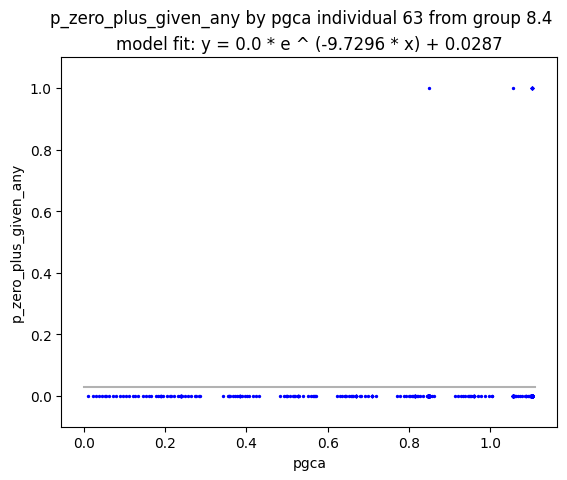 p_zero_plus_given_any by pgca individual 63 from group 8.4
model fit: y = 0.0 * e ^ (-9.7296 * x) + 0.0287
1.0
0.8
0.6
0.4
0.2
0.0
p_zero_plus_given_any
0.0 0.2 0.4 0.6 0.8 1.0
pgca